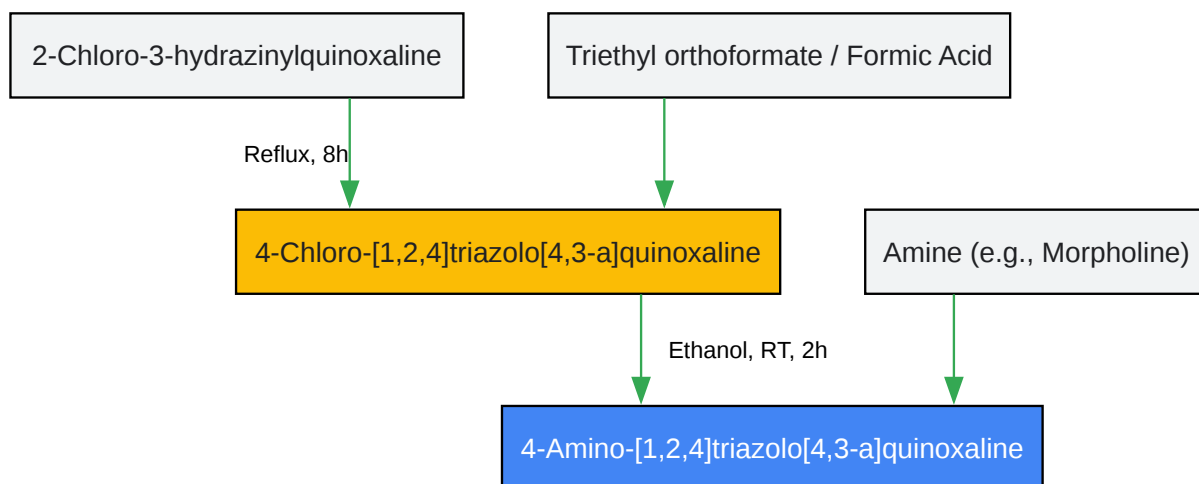 2-Chloro-3-hydrazinylquinoxaline
Triethyl orthoformate / Formic Acid
Reflux, 8h
4-Chloro-[1,2,4]triazolo[4,3-a]quinoxaline
Amine (e.g., Morpholine)
Ethanol, RT, 2h
4-Amino-[1,2,4]triazolo[4,3-a]quinoxaline